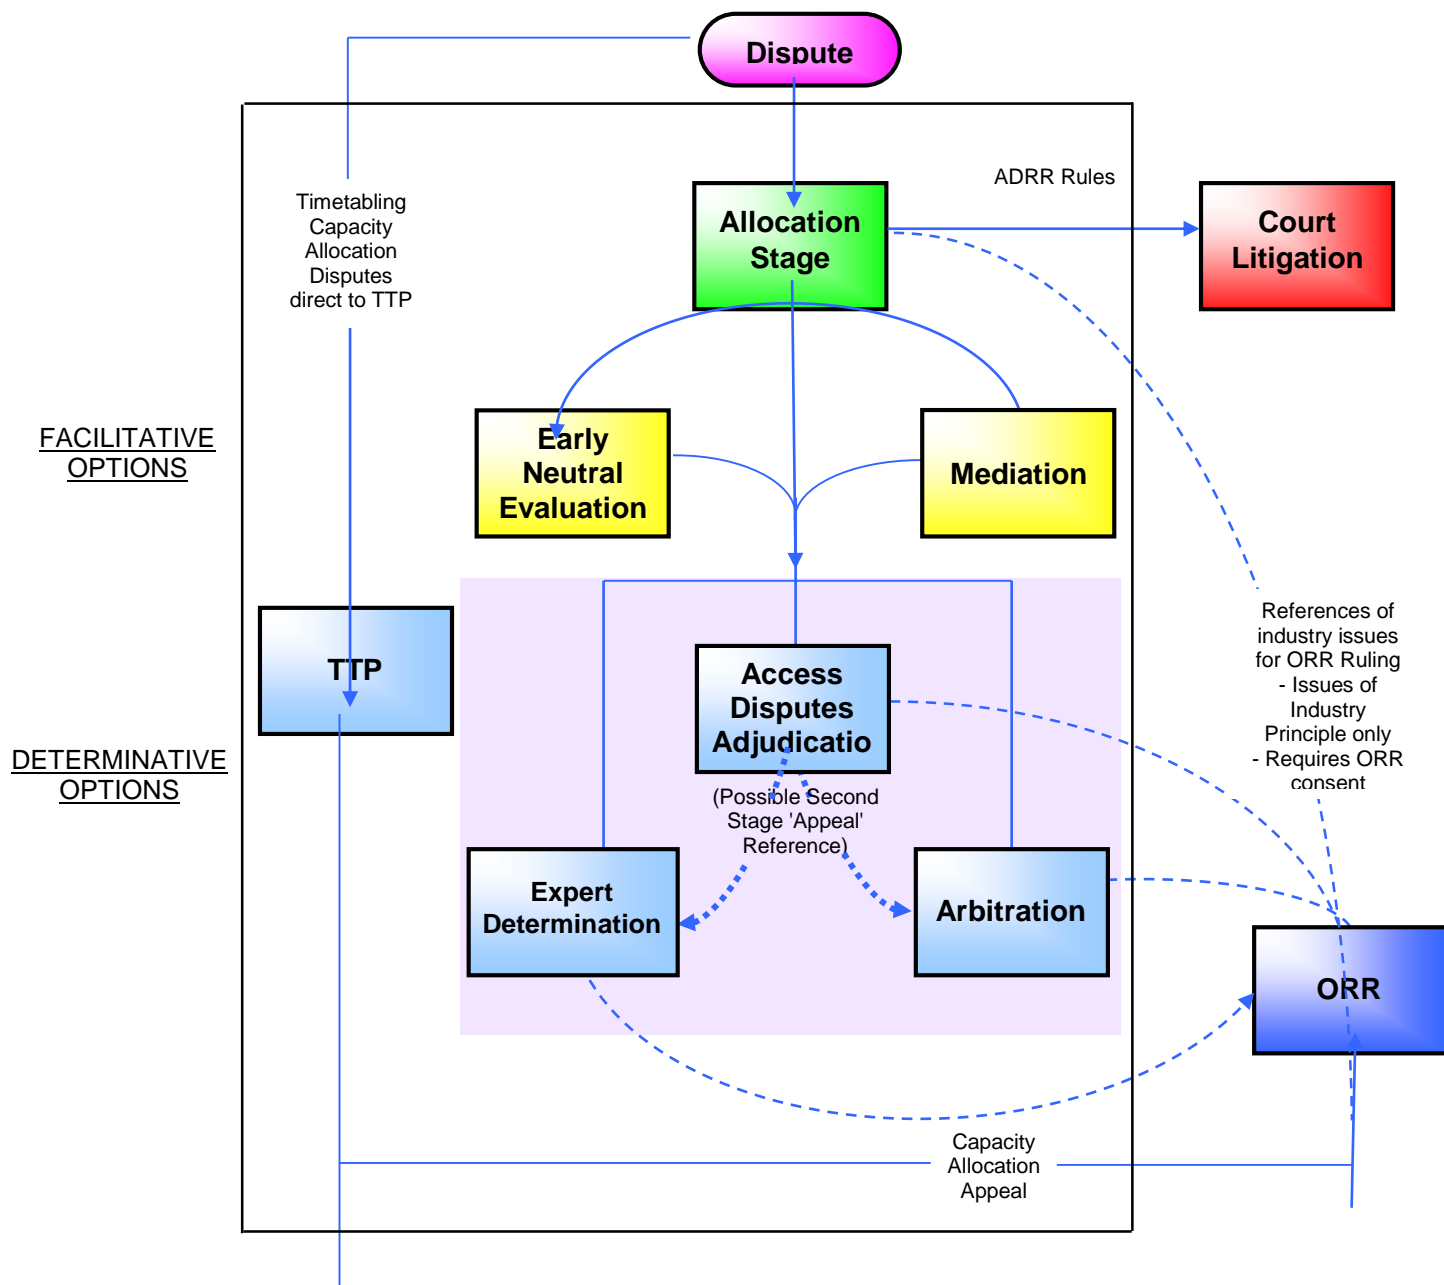 Dispute
ADRR Rules
Timetabling
Capacity
Allocation
Disputes
direct to TTP
Allocation
Stage
Court
Litigation
FACILITATIVE
OPTIONS
Early
Neutral
Evaluation
Mediation
References of
industry issues
for ORR Ruling
- Issues of
Industry
Principle only
- Requires ORR
consent
TTP
Access
Disputes
Adjudicatio
DETERMINATIVE
OPTIONS
(Possible Second
Stage 'Appeal'
Reference)
Expert
Determination
Arbitration
ORR
Capacity
Allocation
Appeal